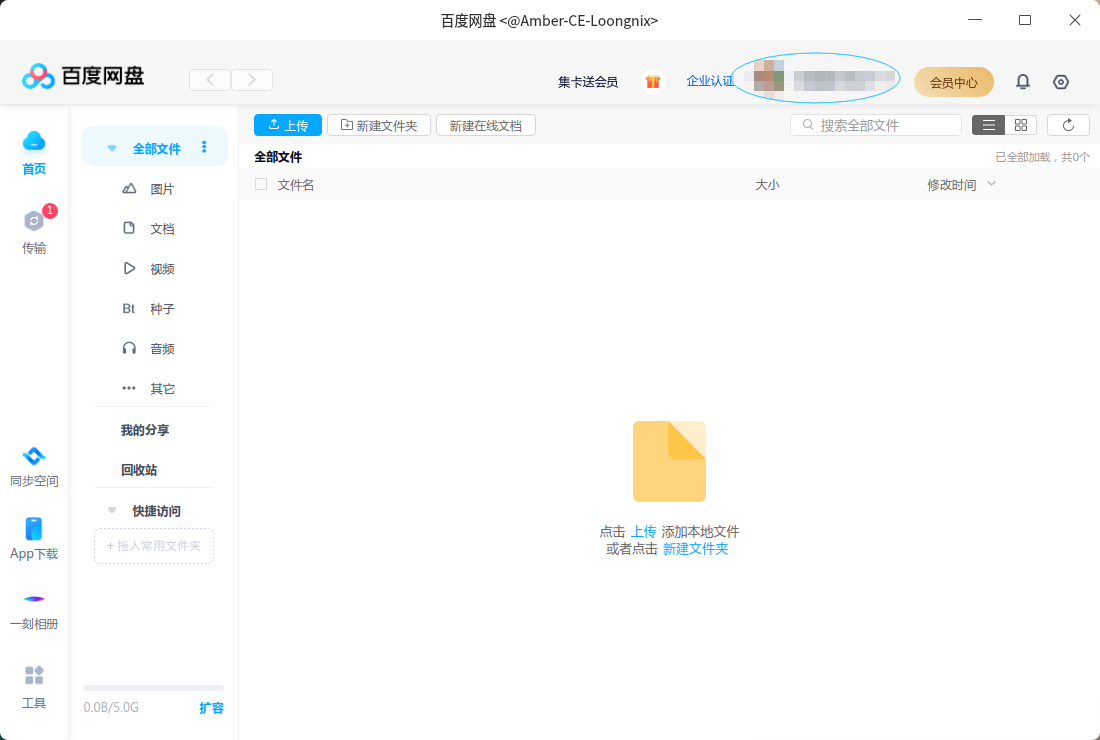 百度网盘 <@Amber-CE-Loongnix>
百度网盘
集卡送会员
企业认证
会员中心
首页
1
传输
同步空间
App下载
一刻相册
工具
全部文件
图片
文档
视频
Bt 种子
音频
其它
我的分享
回收站
快捷访问
+ 拖入常用文件夹
0.0B/5.0G 扩容
上传 新建文件夹 新建在线文档 搜索全部文件
全部文件 已全部加载，共0个
文件名 大小 修改时间
点击 上传 添加本地文件
或者点击 新建文件夹